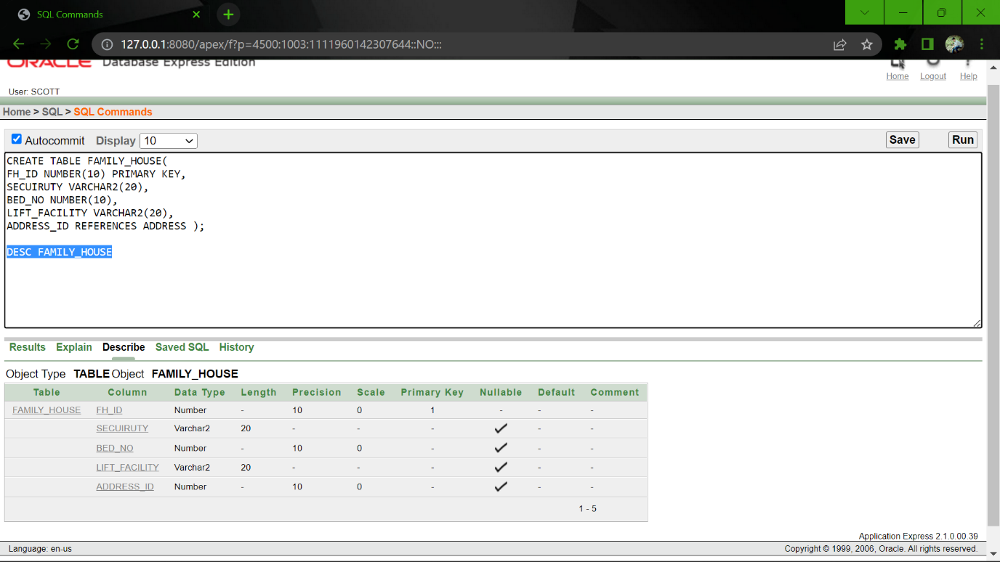 SQL Commands
127.0.0.1:8080/apex/f?p=4500:1003:1111960142307644::NO:::
ORACLE Database Express Edition
Home Logout Help
User: SCOTT
Home > SQL > SQL Commands
Autocommit Display 10 Save Run
CREATE TABLE FAMILY_HOUSE(
FH_ID NUMBER(10) PRIMARY KEY,
SECUIRUTY VARCHAR2(20),
BED_NO NUMBER(10),
LIFT_FACILITY VARCHAR2(20),
ADDRESS_ID REFERENCES ADDRESS );
DESC FAMILY_HOUSE
Results Explain Describe Saved SQL History
Object Type TABLE Object FAMILY_HOUSE
Table Column Data Type Length Precision Scale Primary Key Nullable Default Comment
FAMILY_HOUSE FH_ID Number - 10 0 1 - - -
SECUIRUTY Varchar2 20 - - - ✓ - -
BED_NO Number - 10 0 - ✓ - -
LIFT_FACILITY Varchar2 20 - - - ✓ - -
ADDRESS_ID Number - 10 0 - ✓ - -
1 - 5
Application Express 2.1.0.00.39
Language: en-us Copyright © 1999, 2006, Oracle. All rights reserved.